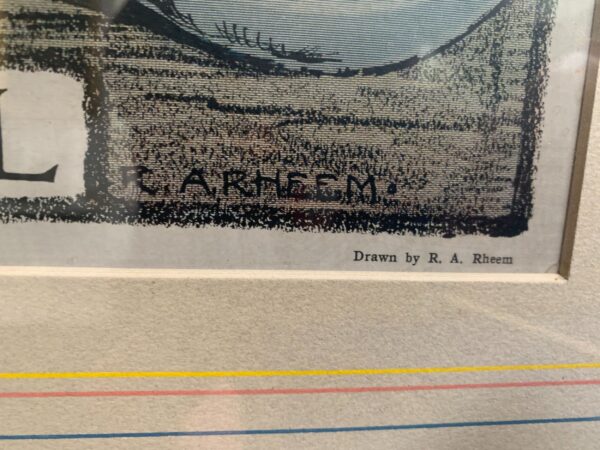 L
R. A. RHEEM.
Drawn by R. A. Rheem